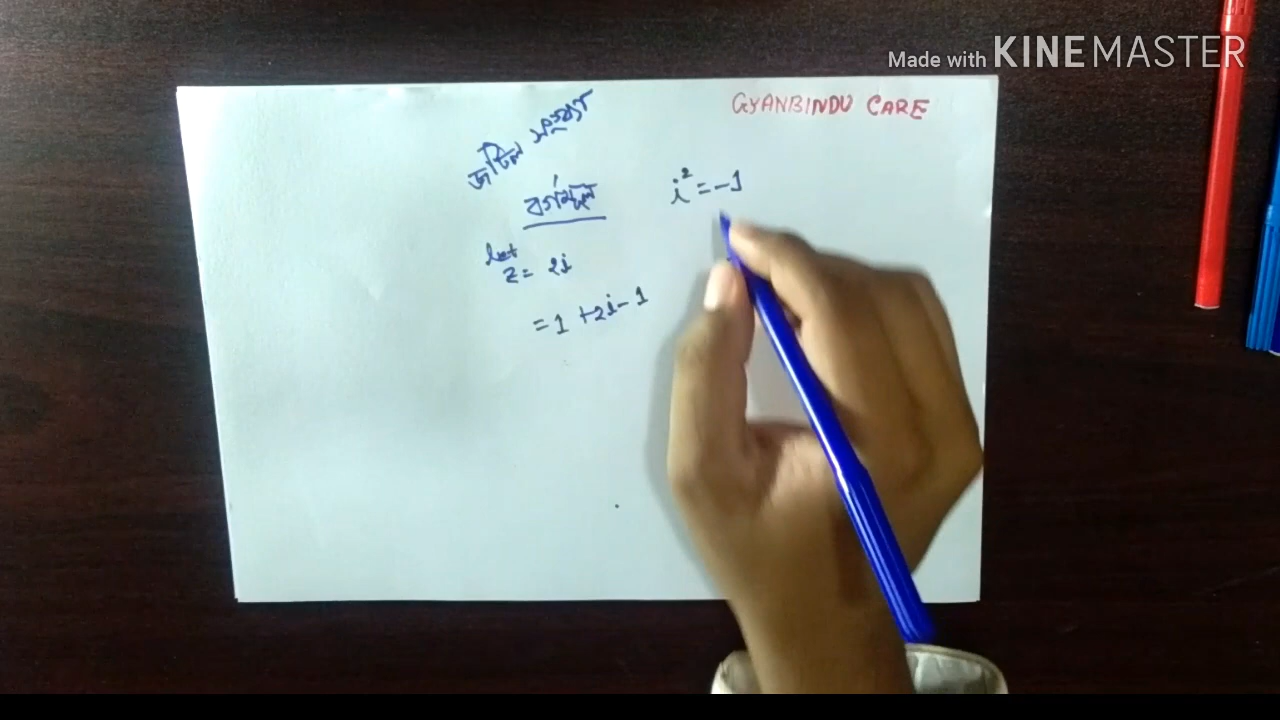 Made with KINEMASTER
GYANBINDU CARE
জটিল সংখ্যার
বর্গমূল
i² = -1
let
z = 2i
= 1 + 2i - 1